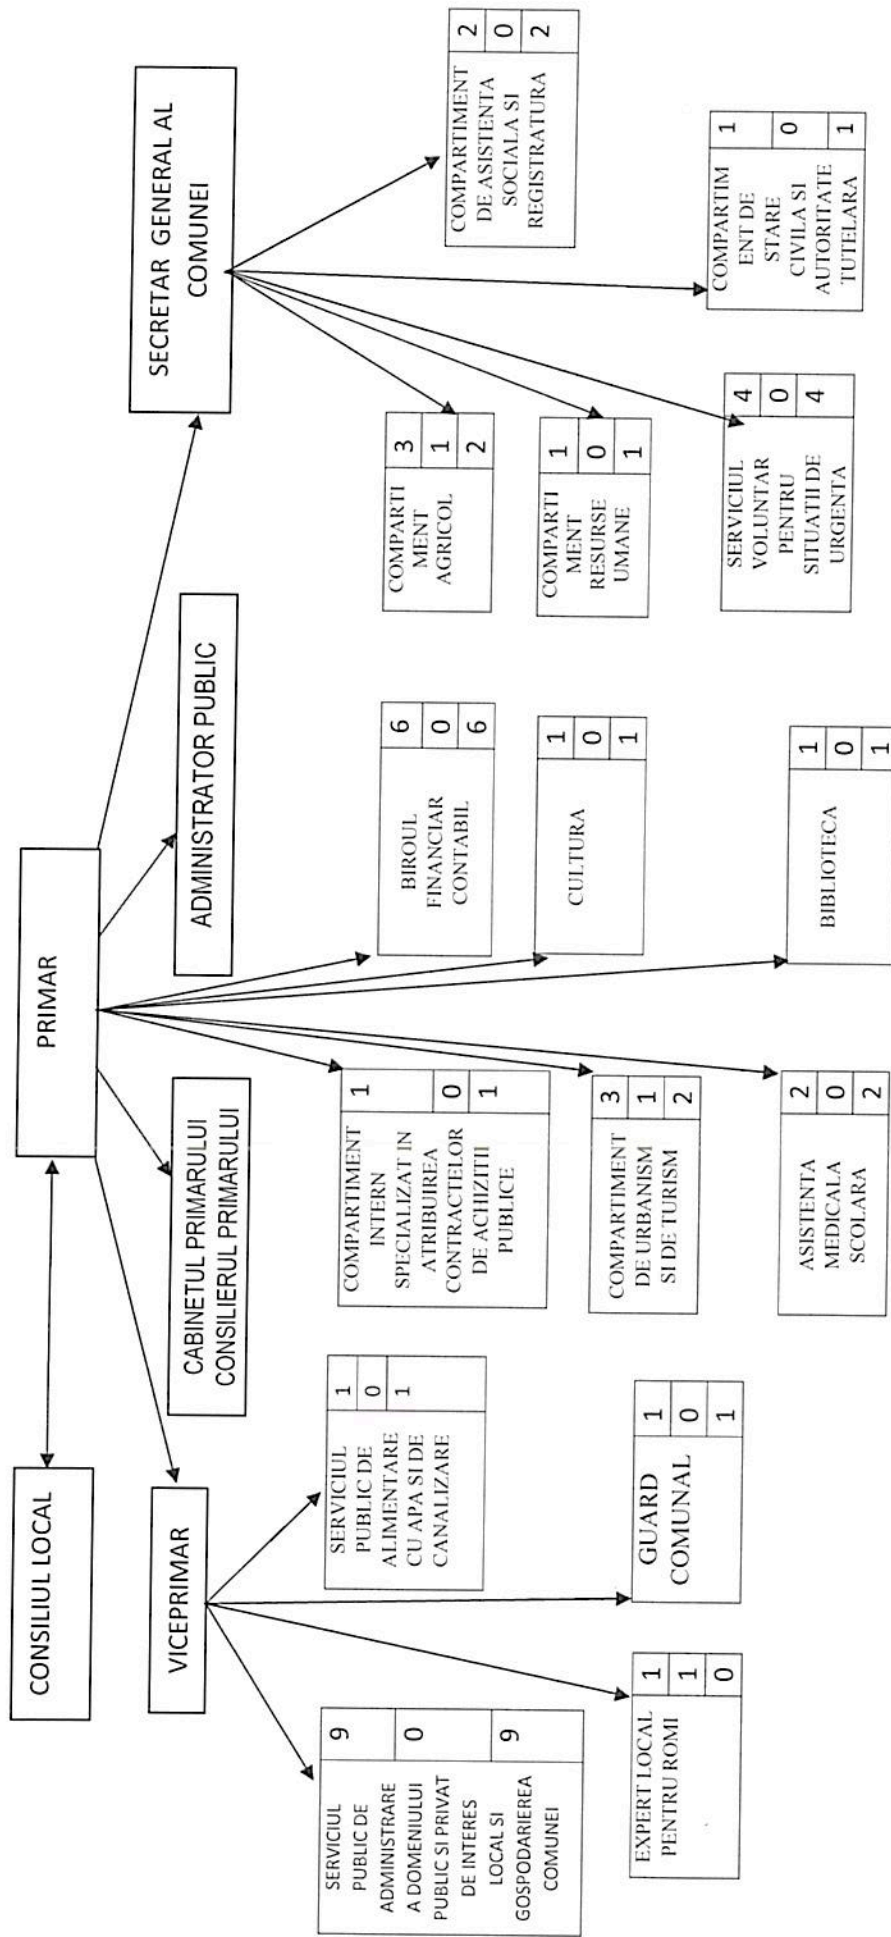 CONSILIUL LOCAL
PRIMAR
SECRETAR GENERAL AL
COMUNEI
VICEPRIMAR
CABINETUL PRIMARULUI
CONSILIERUL PRIMARULUI
ADMINISTRATOR PUBLIC
SERVICIUL
PUBLIC DE
ADMINISTRARE
A DOMENIULUI
PUBLIC SI PRIVAT
DE INTERES
LOCAL SI
GOSPODARIEREA
COMUNEI
9
0
9
SERVICIUL
PUBLIC DE
ALIMENTARE
CU APA SI DE
CANALIZARE
1
0
1
COMPARTIMENT
INTERN
SPECIALIZAT IN
ATRIBUIREA
CONTRACTELOR
DE ACHIZITII
PUBLICE
1
0
1
BIROUL
FINANCIAR
CONTABIL
6
0
6
COMPARTI
MENT
AGRICOL
3
1
2
COMPARTIMENT
DE ASISTENTA
SOCIALA SI
REGISTRATURA
2
0
2
EXPERT LOCAL
PENTRU ROMI
1
1
0
GUARD
COMUNAL
1
0
1
COMPARTIMENT
DE URBANISM
SI DE TURISM
3
1
2
CULTURA
1
0
1
COMPARTI
MENT
RESURSE
UMANE
1
0
1
COMPARTIM
ENT DE
STARE
CIVILA SI
AUTORITATE
TUTELARA
1
0
1
ASISTENTA
MEDICALA
SCOLARA
2
0
2
BIBLIOTECA
1
0
1
SERVICIUL
VOLUNTAR
PENTRU
SITUATII DE
URGENTA
4
0
4